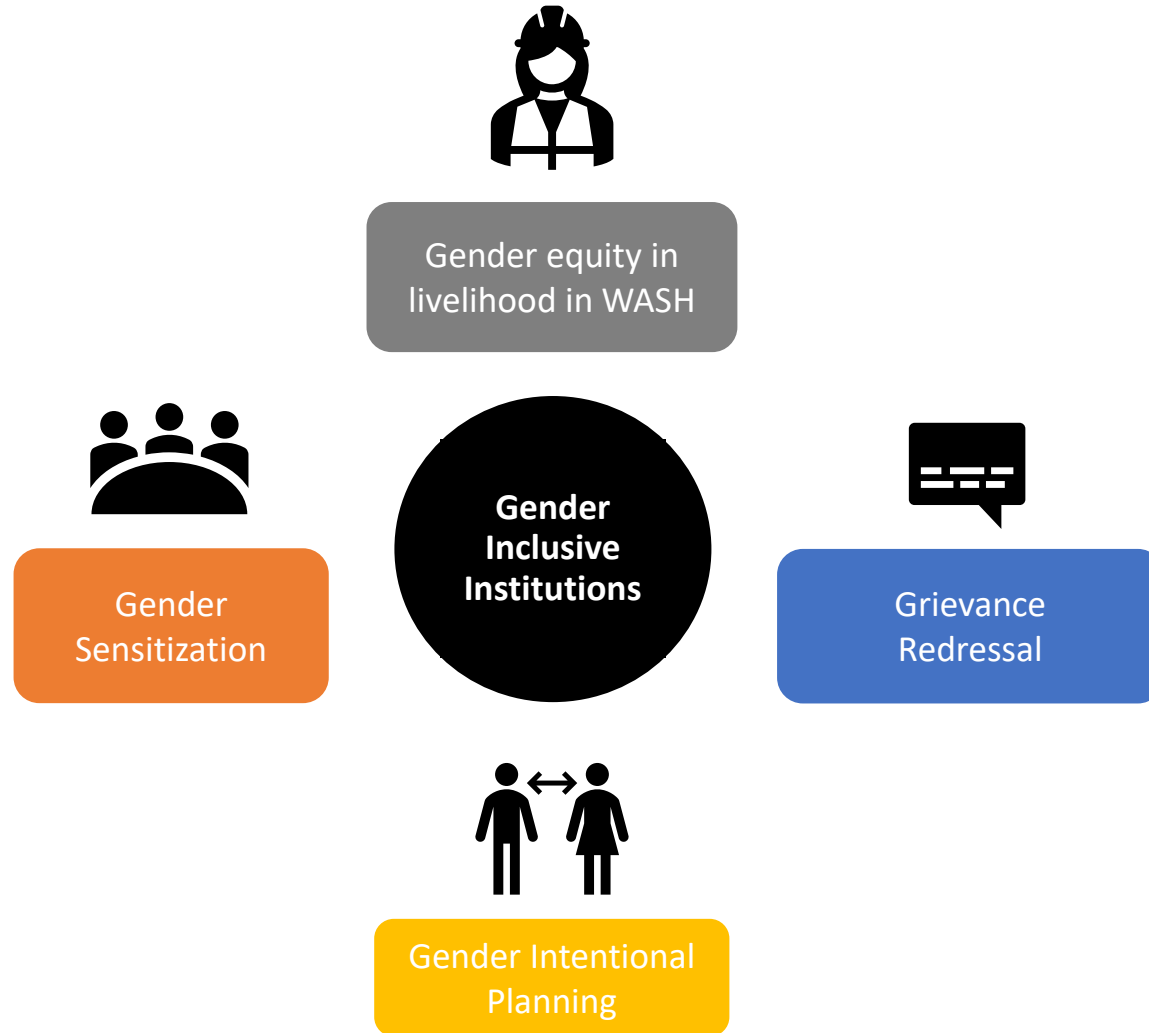 Gender equity in
livelihood in WASH
Gender
Inclusive
Institutions
Gender
Sensitization
Grievance
Redressal
Gender Intentional
Planning